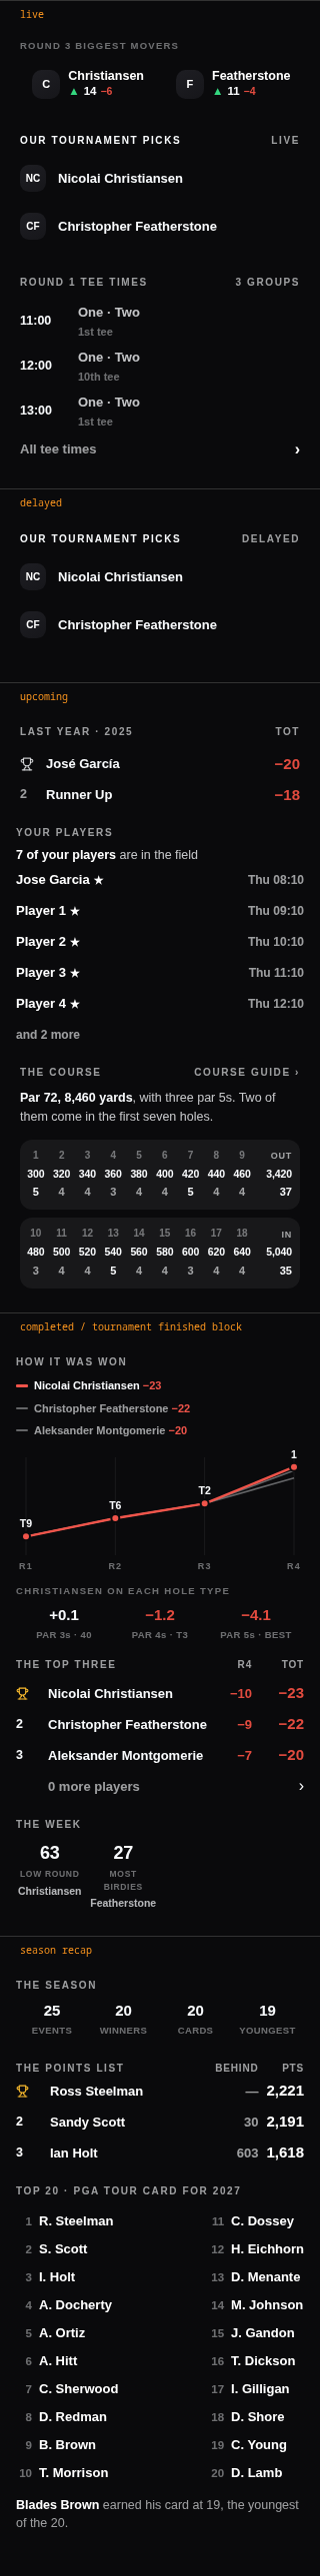 live
ROUND 3 BIGGEST MOVERS
C Christiansen ▲ 14 −6
F Featherstone ▲ 11 −4
OUR TOURNAMENT PICKS LIVE
NC Nicolai Christiansen
CF Christopher Featherstone
ROUND 1 TEE TIMES 3 GROUPS
11:00 One · Two
1st tee
12:00 One · Two
10th tee
13:00 One · Two
1st tee
All tee times ›
delayed
OUR TOURNAMENT PICKS DELAYED
NC Nicolai Christiansen
CF Christopher Featherstone
upcoming
LAST YEAR · 2025 TOT
José García −20
2 Runner Up −18
YOUR PLAYERS
7 of your players are in the field
Jose Garcia ★ Thu 08:10
Player 1 ★ Thu 09:10
Player 2 ★ Thu 10:10
Player 3 ★ Thu 11:10
Player 4 ★ Thu 12:10
and 2 more
THE COURSE COURSE GUIDE ›
Par 72, 8,460 yards, with three par 5s. Two of
them come in the first seven holes.
1 2 3 4 5 6 7 8 9 OUT
300 320 340 360 380 400 420 440 460 3,420
5 4 4 3 4 4 5 4 4 37
10 11 12 13 14 15 16 17 18 IN
480 500 520 540 560 580 600 620 640 5,040
3 4 4 5 4 4 3 4 4 35
completed / tournament finished block
HOW IT WAS WON
Nicolai Christiansen −23
Christopher Featherstone −22
Aleksander Montgomerie −20
T9 T6 T2 1
R1 R2 R3 R4
CHRISTIANSEN ON EACH HOLE TYPE
+0.1 −1.2 −4.1
PAR 3s · 40 PAR 4s · T3 PAR 5s · BEST
THE TOP THREE R4 TOT
Nicolai Christiansen −10 −23
2 Christopher Featherstone −9 −22
3 Aleksander Montgomerie −7 −20
0 more players ›
THE WEEK
63 27
LOW ROUND MOST BIRDIES
Christiansen Featherstone
season recap
THE SEASON
25 20 20 19
EVENTS WINNERS CARDS YOUNGEST
THE POINTS LIST BEHIND PTS
Ross Steelman — 2,221
2 Sandy Scott 30 2,191
3 Ian Holt 603 1,618
TOP 20 · PGA TOUR CARD FOR 2027
1 R. Steelman 11 C. Dossey
2 S. Scott 12 H. Eichhorn
3 I. Holt 13 D. Menante
4 A. Docherty 14 M. Johnson
5 A. Ortiz 15 J. Gandon
6 A. Hitt 16 T. Dickson
7 C. Sherwood 17 I. Gilligan
8 D. Redman 18 D. Shore
9 B. Brown 19 C. Young
10 T. Morrison 20 D. Lamb
Blades Brown earned his card at 19, the youngest
of the 20.